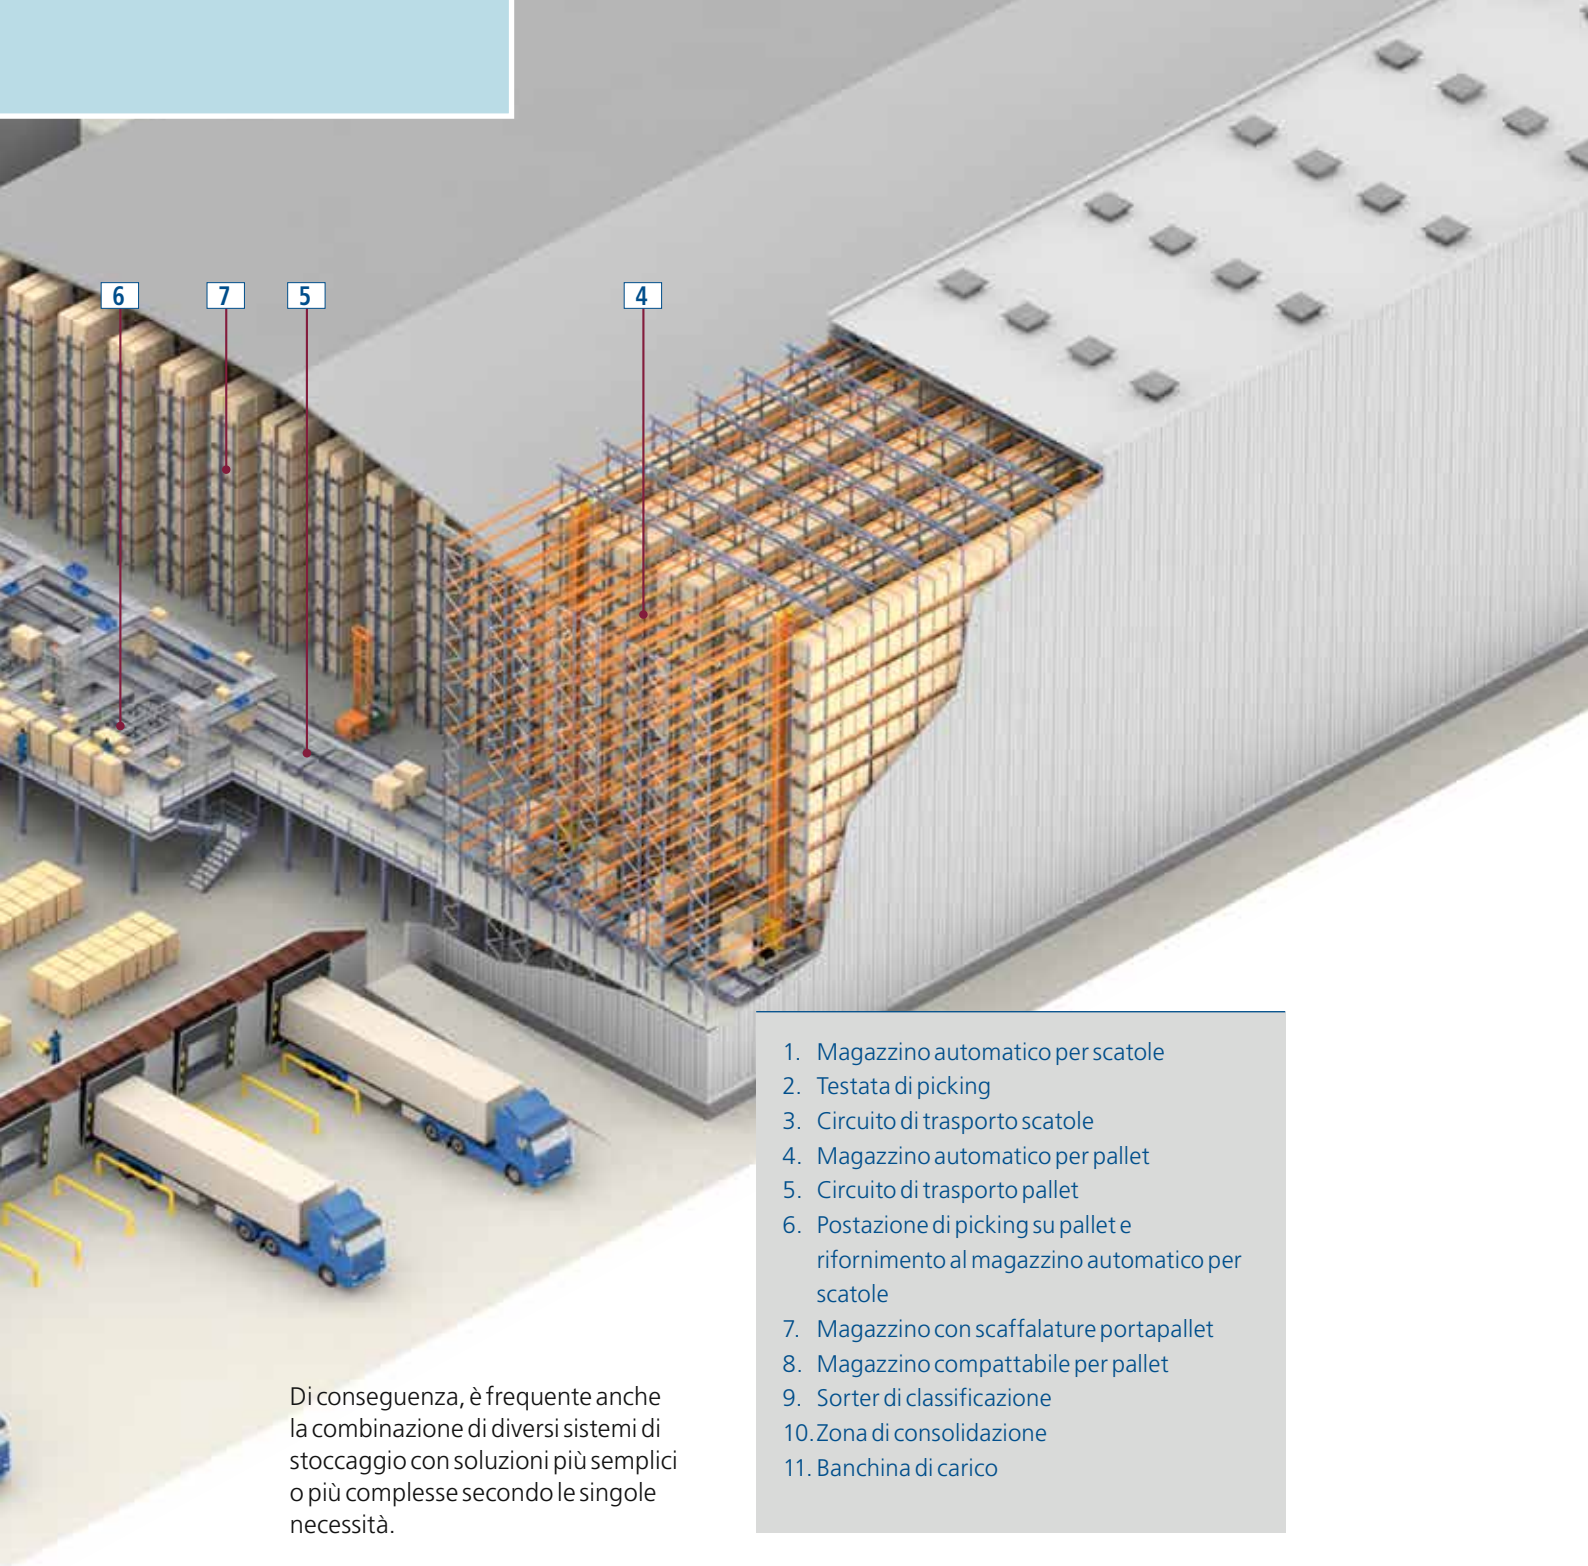 6 7 5 4
1. Magazzino automatico per scatole
2. Testata di picking
3. Circuito di trasporto scatole
4. Magazzino automatico per pallet
5. Circuito di trasporto pallet
6. Postazione di picking su pallet e
rifornimento al magazzino automatico per
scatole
7. Magazzino con scaffalature portapallet
8. Magazzino compattabile per pallet
9. Sorter di classificazione
10. Zona di consolidazione
11. Banchina di carico
Di conseguenza, è frequente anche
la combinazione di diversi sistemi di
stoccaggio con soluzioni più semplici
o più complesse secondo le singole
necessità.